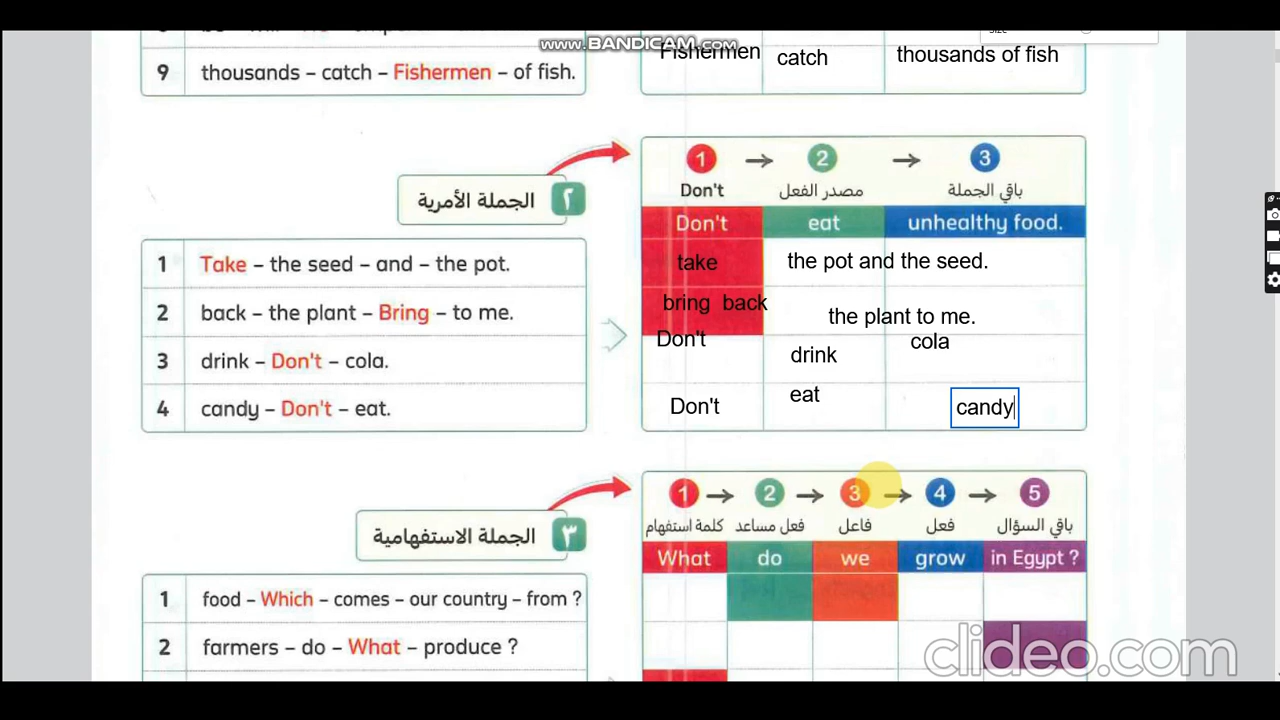 www.BANDICAM.com
size
9 thousands – catch – Fishermen – of fish.
Fishermen catch thousands of fish
1 → 2 → 3
Don't مصدر الفعل باقي الجملة
٢ الجملة الأمرية
Don't eat unhealthy food.
1 Take – the seed – and – the pot.
take the pot and the seed.
2 back – the plant – Bring – to me.
bring back the plant to me.
3 drink – Don't – cola.
Don't drink cola
4 candy – Don't – eat.
Don't eat candy
1 → 2 → 3 → 4 → 5
كلمة استفهام فعل مساعد فاعل فعل باقي السؤال
٣ الجملة الاستفهامية
What do we grow in Egypt ?
1 food – Which – comes – our country – from ?
2 farmers – do – What – produce ?
clideo.com